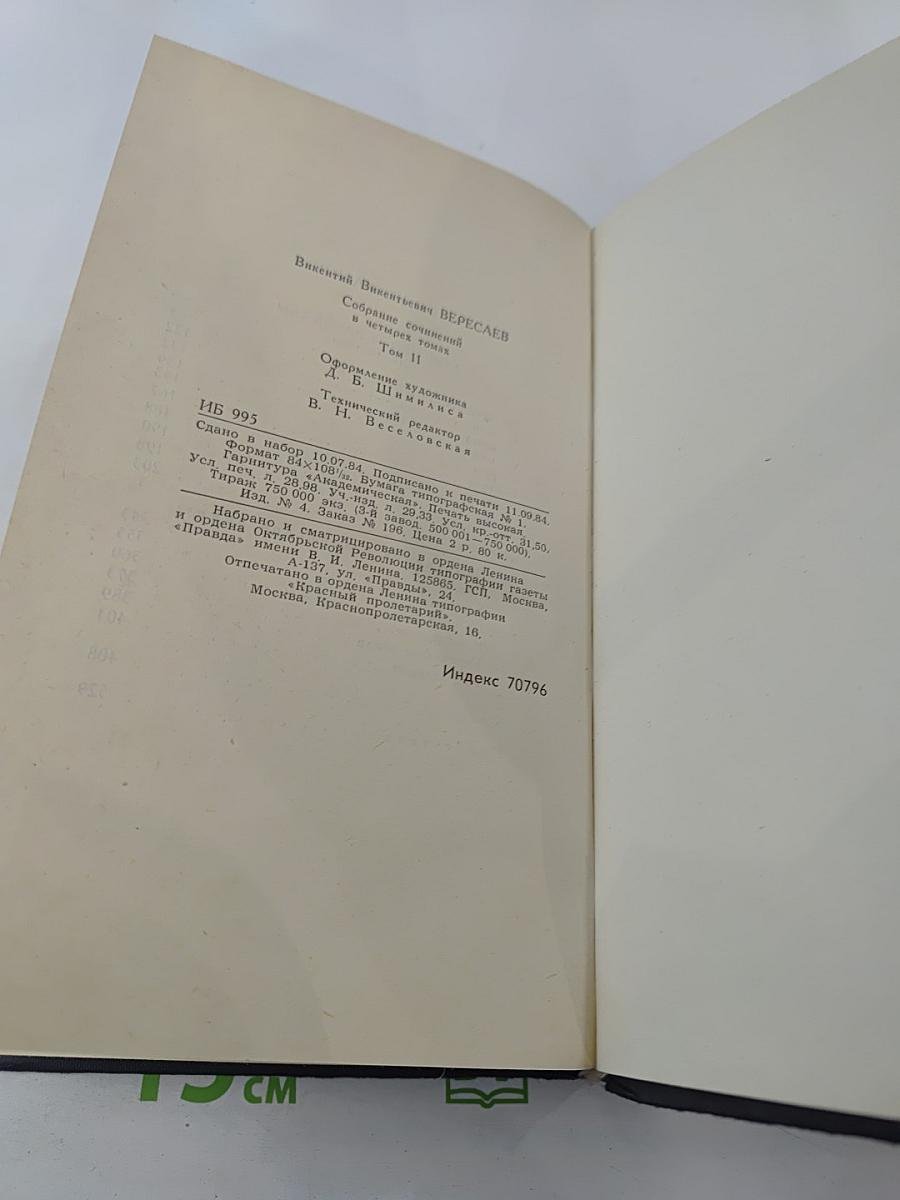 Викентий Викентьевич ВЕРЕСАЕВ
Собрание сочинений
в четырех томах
Том II
Оформление художника
Д. Б. Шимилиса
Технический редактор
В. Н. Веселовская
ИБ 995
Сдано в набор 10.07.84. Подписано к печати 11.09.84.
Формат 84×108¹/₃₂. Бумага типографская № 1.
Гарнитура «Академическая». Печать высокая.
Усл. печ. л. 28,98. Уч.-изд. л. 29,33. Усл. кр.-отт. 31,50.
Тираж 750 000 экз. (3-й завод. 500 001—750 000).
Изд. № 4. Заказ № 196. Цена 2 р. 80 к.
Набрано и сматрицировано в ордена Ленина
и ордена Октябрьской Революции типографии газеты
«Правда» имени В. И. Ленина. 125865, ГСП, Москва,
А-137, ул. «Правды», 24.
Отпечатано в ордена Ленина типографии
«Красный пролетарий».
Москва, Краснопролетарская, 16.
Индекс 70796
15 см